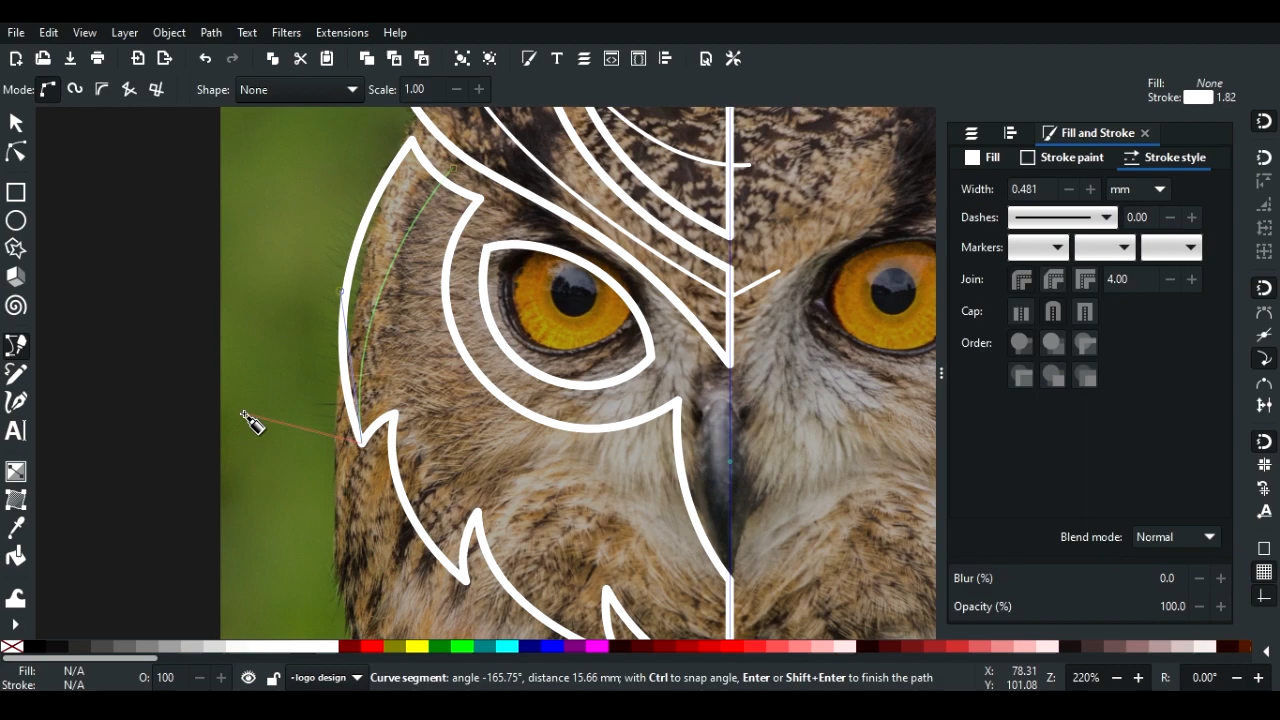 File Edit View Layer Object Path Text Filters Extensions Help
Mode: Shape: None Scale: 1.00
Fill: None
Stroke: 1.82
Fill and Stroke
Fill Stroke paint Stroke style
Width: 0.481 mm
Dashes: 0.00
Markers:
Join: 4.00
Cap:
Order:
Blend mode: Normal
Blur (%) 0.0
Opacity (%) 100.0
Fill: N/A
Stroke: N/A
O: 100
logo design
Curve segment: angle -165.75°, distance 15.66 mm; with Ctrl to snap angle, Enter or Shift+Enter to finish the path
X: 78.31
Y: 101.08
Z: 220%
R: 0.00°